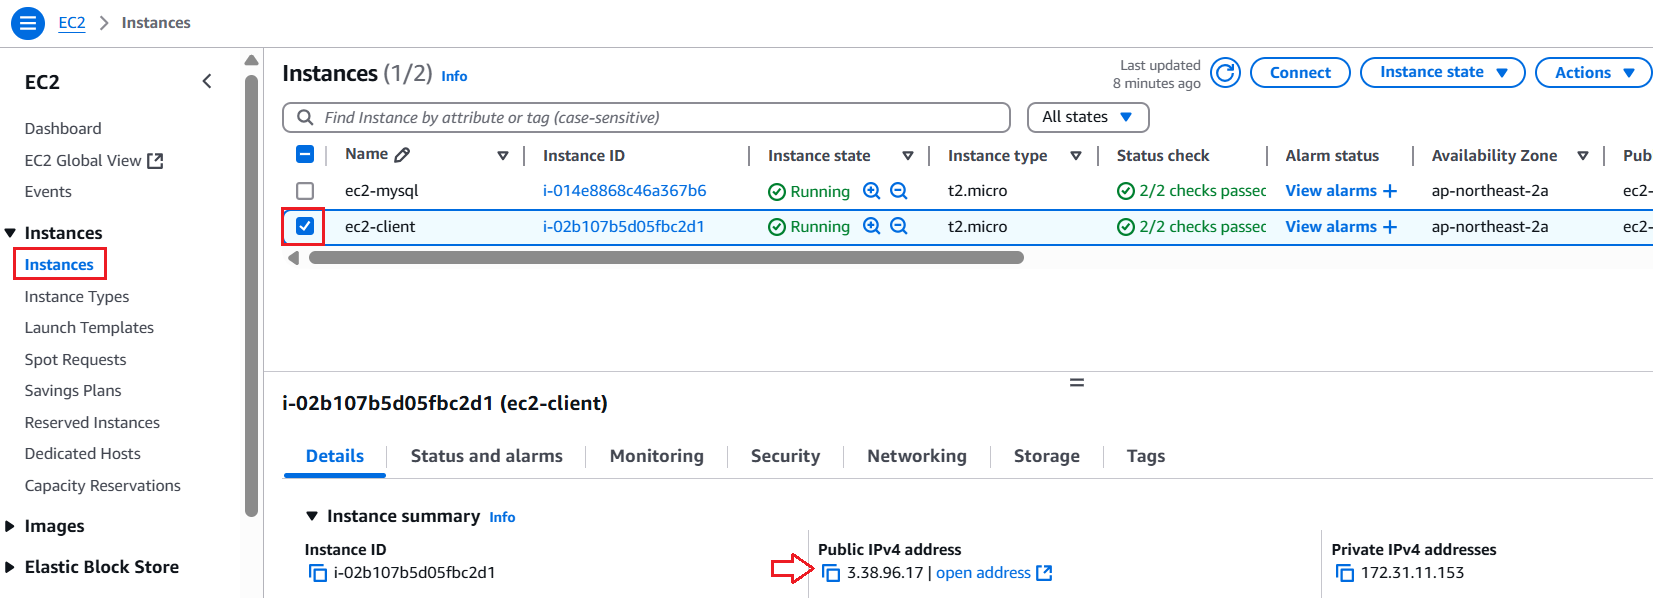 EC2 > Instances
EC2
Dashboard
EC2 Global View
Events
Instances
Instances
Instance Types
Launch Templates
Spot Requests
Savings Plans
Reserved Instances
Dedicated Hosts
Capacity Reservations
Images
Elastic Block Store
Instances (1/2) Info
Last updated
8 minutes ago
Connect
Instance state
Actions
Find Instance by attribute or tag (case-sensitive)
All states
Name Instance ID Instance state Instance type Status check Alarm status Availability Zone Pub
ec2-mysql i-014e8868c46a367b6 Running t2.micro 2/2 checks passec View alarms + ap-northeast-2a ec2-
ec2-client i-02b107b5d05fbc2d1 Running t2.micro 2/2 checks passec View alarms + ap-northeast-2a ec2-
i-02b107b5d05fbc2d1 (ec2-client)
Details Status and alarms Monitoring Security Networking Storage Tags
Instance summary Info
Instance ID
i-02b107b5d05fbc2d1
Public IPv4 address
3.38.96.17 | open address
Private IPv4 addresses
172.31.11.153